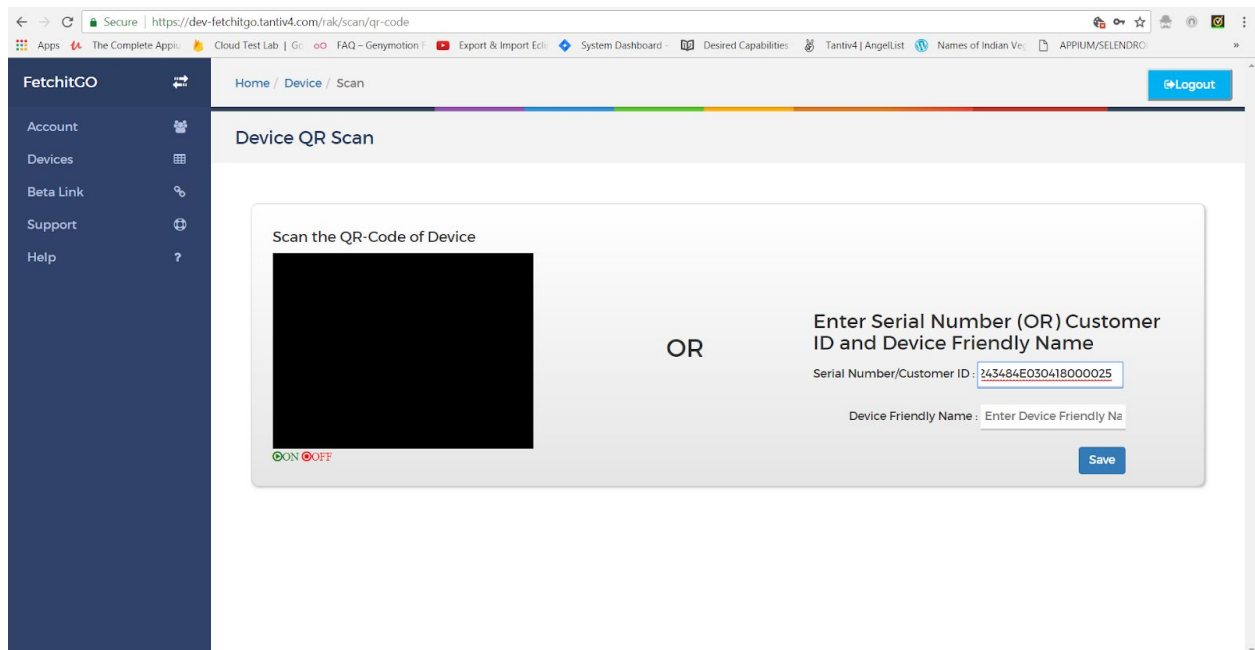 Secure | https://dev-fetchitgo.tantiv4.com/rak/scan/qr-code
Apps The Complete Appiu Cloud Test Lab | Go FAQ – Genymotion F Export & Import Ecli System Dashboard - Desired Capabilities Tantiv4 | AngelList Names of Indian Veg APPIUM/SELENDRO »
FetchitGO
Home / Device / Scan
Logout
Account
Devices
Beta Link
Support
Help ?
Device QR Scan
Scan the QR-Code of Device
ON OFF
OR
Enter Serial Number (OR) Customer
ID and Device Friendly Name
Serial Number/Customer ID : 243484E030418000025
Device Friendly Name : Enter Device Friendly Na
Save